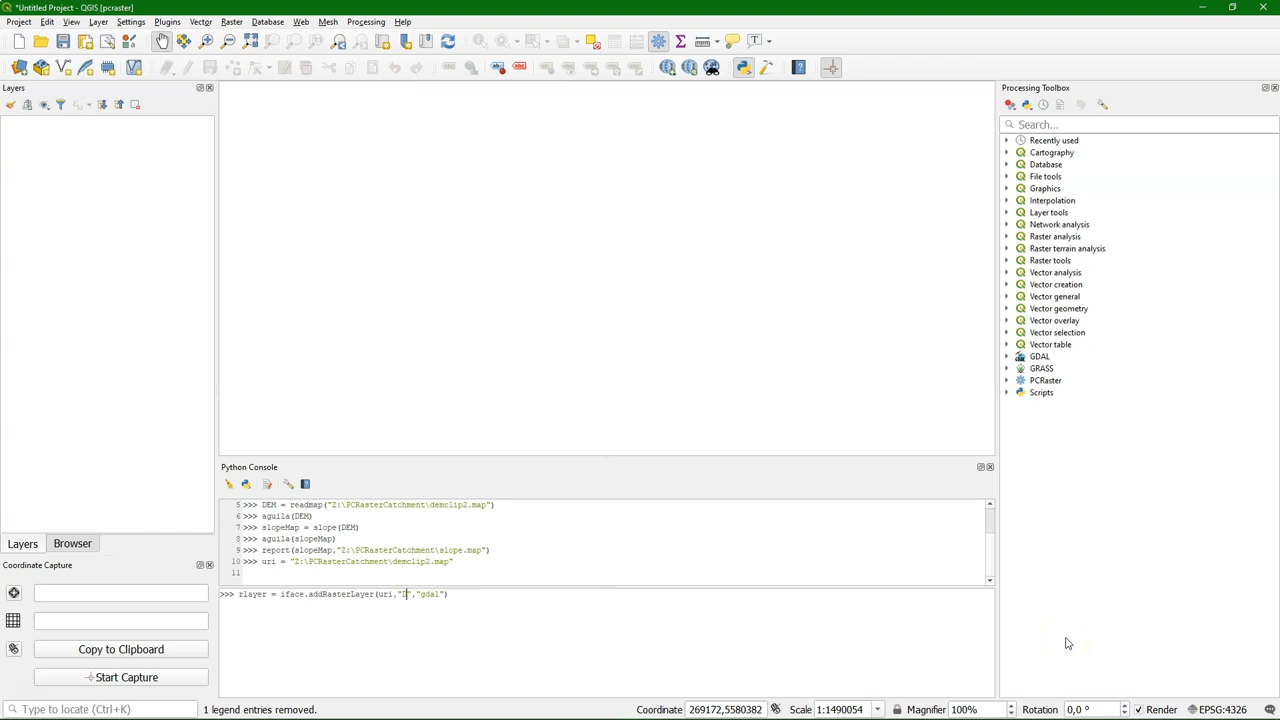 *Untitled Project - QGIS [pcraster]
Project Edit View Layer Settings Plugins Vector Raster Database Web Mesh Processing Help
Layers
Processing Toolbox
Search...
Recently used
Cartography
Database
File tools
Graphics
Interpolation
Layer tools
Network analysis
Raster analysis
Raster terrain analysis
Raster tools
Vector analysis
Vector creation
Vector general
Vector geometry
Vector overlay
Vector selection
Vector table
GDAL
GRASS
PCRaster
Scripts
Python Console
5 >>> DEM = readmap("Z:\PCRasterCatchment\demclip2.map")
6 >>> aguila(DEM)
7 >>> slopeMap = slope(DEM)
8 >>> aguila(slopeMap)
9 >>> report(slopeMap,"Z:\PCRasterCatchment\slope.map")
10 >>> uri = "Z:\PCRasterCatchment\demclip2.map"
11
>>> rlayer = iface.addRasterLayer(uri,"D","gdal")
Layers Browser
Coordinate Capture
Copy to Clipboard
Start Capture
Type to locate (Ctrl+K) 1 legend entries removed. Coordinate 269172,5580382 Scale 1:1490054 Magnifier 100% Rotation 0,0 ° Render EPSG:4326